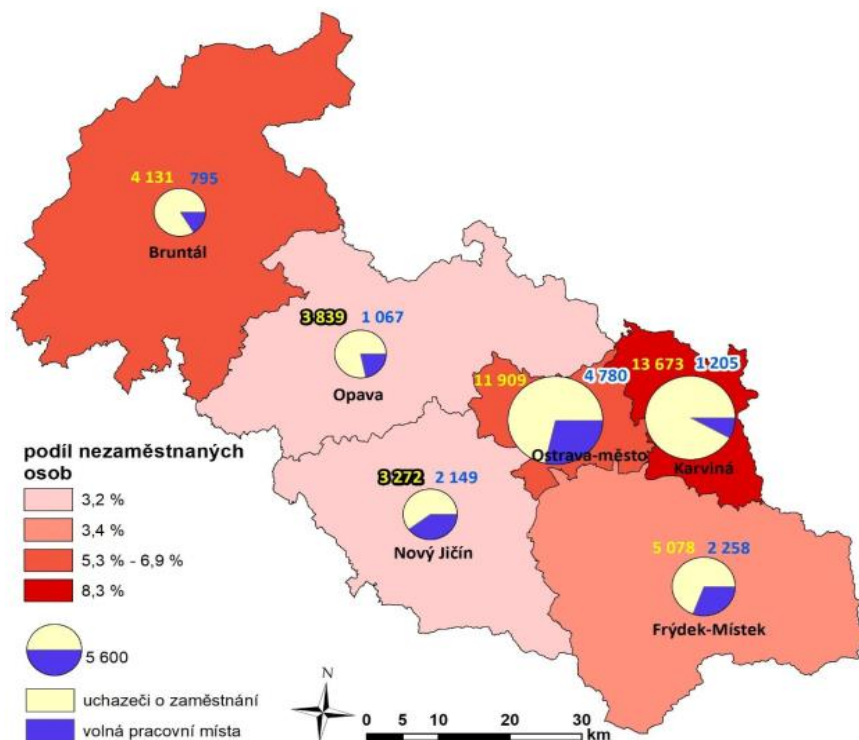 4 131 795
Bruntál
3 839 1 067
Opava
11 909 4 780
Ostrava-město
13 673 1 205
Karviná
3 272 2 149
Nový Jičín
5 078 2 258
Frýdek-Místek
podíl nezaměstnaných
osob
3,2 %
3,4 %
5,3 % - 6,9 %
8,3 %
5 600
uchazeči o zaměstnání
volná pracovní místa
N
0 5 10 20 30
km